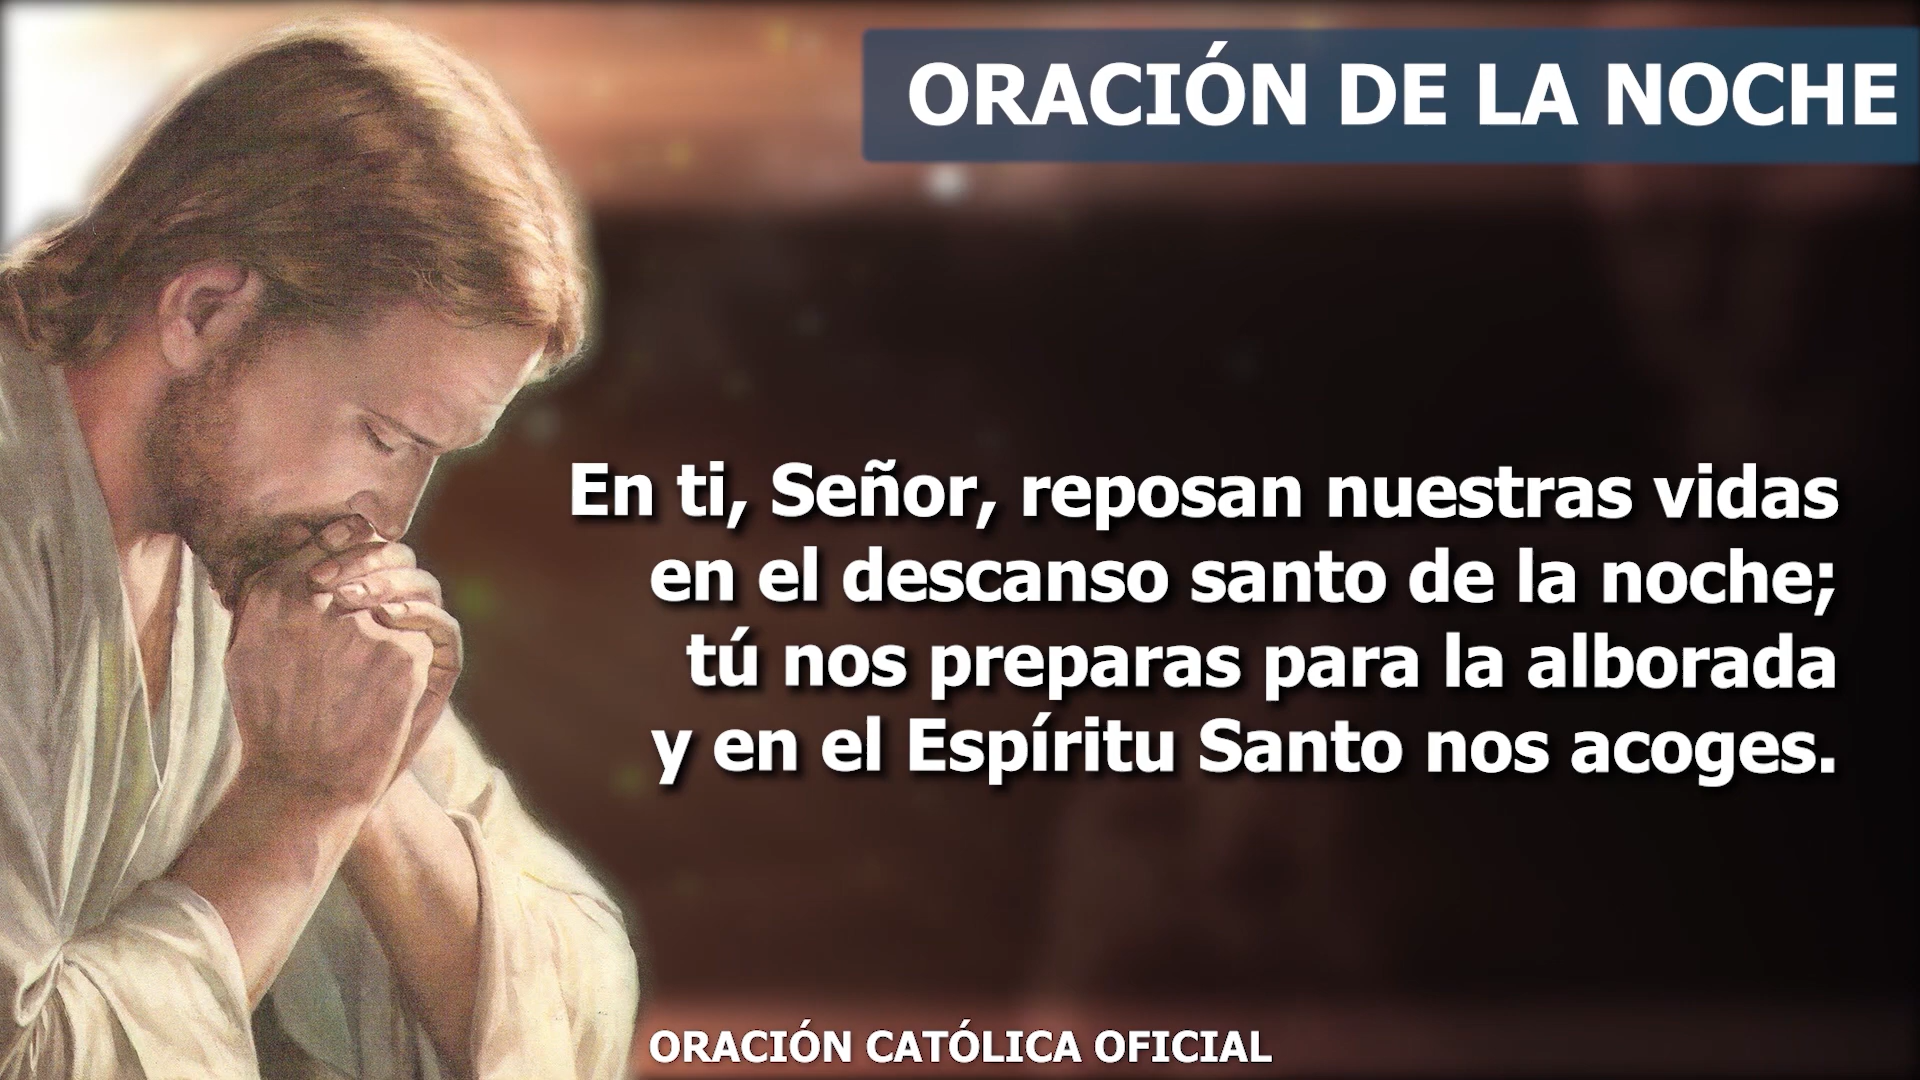 ORACIÓN DE LA NOCHE
En ti, Señor, reposan nuestras vidas
en el descanso santo de la noche;
tú nos preparas para la alborada
y en el Espíritu Santo nos acoges.
ORACIÓN CATÓLICA OFICIAL